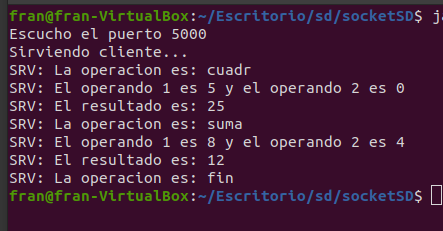 fran@fran-VirtualBox:~/Escritorio/sd/socketSD$ j
Escucho el puerto 5000
Sirviendo cliente...
SRV: La operacion es: cuadr
SRV: El operando 1 es 5 y el operando 2 es 0
SRV: El resultado es: 25
SRV: La operacion es: suma
SRV: El operando 1 es 8 y el operando 2 es 4
SRV: El resultado es: 12
SRV: La operacion es: fin
fran@fran-VirtualBox:~/Escritorio/sd/socketSD$